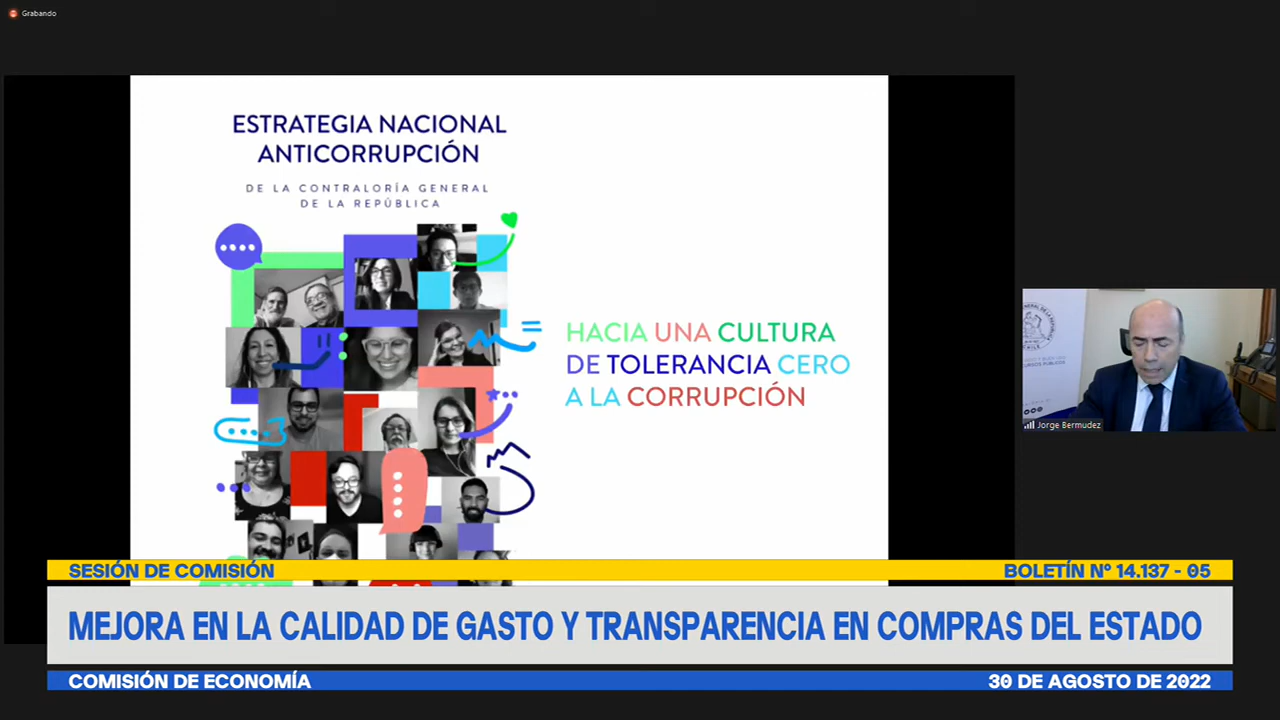 Grabando
ESTRATEGIA NACIONAL
ANTICORRUPCIÓN
DE LA CONTRALORÍA GENERAL
DE LA REPÚBLICA
HACIA UNA CULTURA
DE TOLERANCIA CERO
A LA CORRUPCIÓN
Jorge Bermudez
SESIÓN DE COMISIÓN
BOLETÍN N° 14.137 - 05
MEJORA EN LA CALIDAD DE GASTO Y TRANSPARENCIA EN COMPRAS DEL ESTADO
COMISIÓN DE ECONOMÍA
30 DE AGOSTO DE 2022